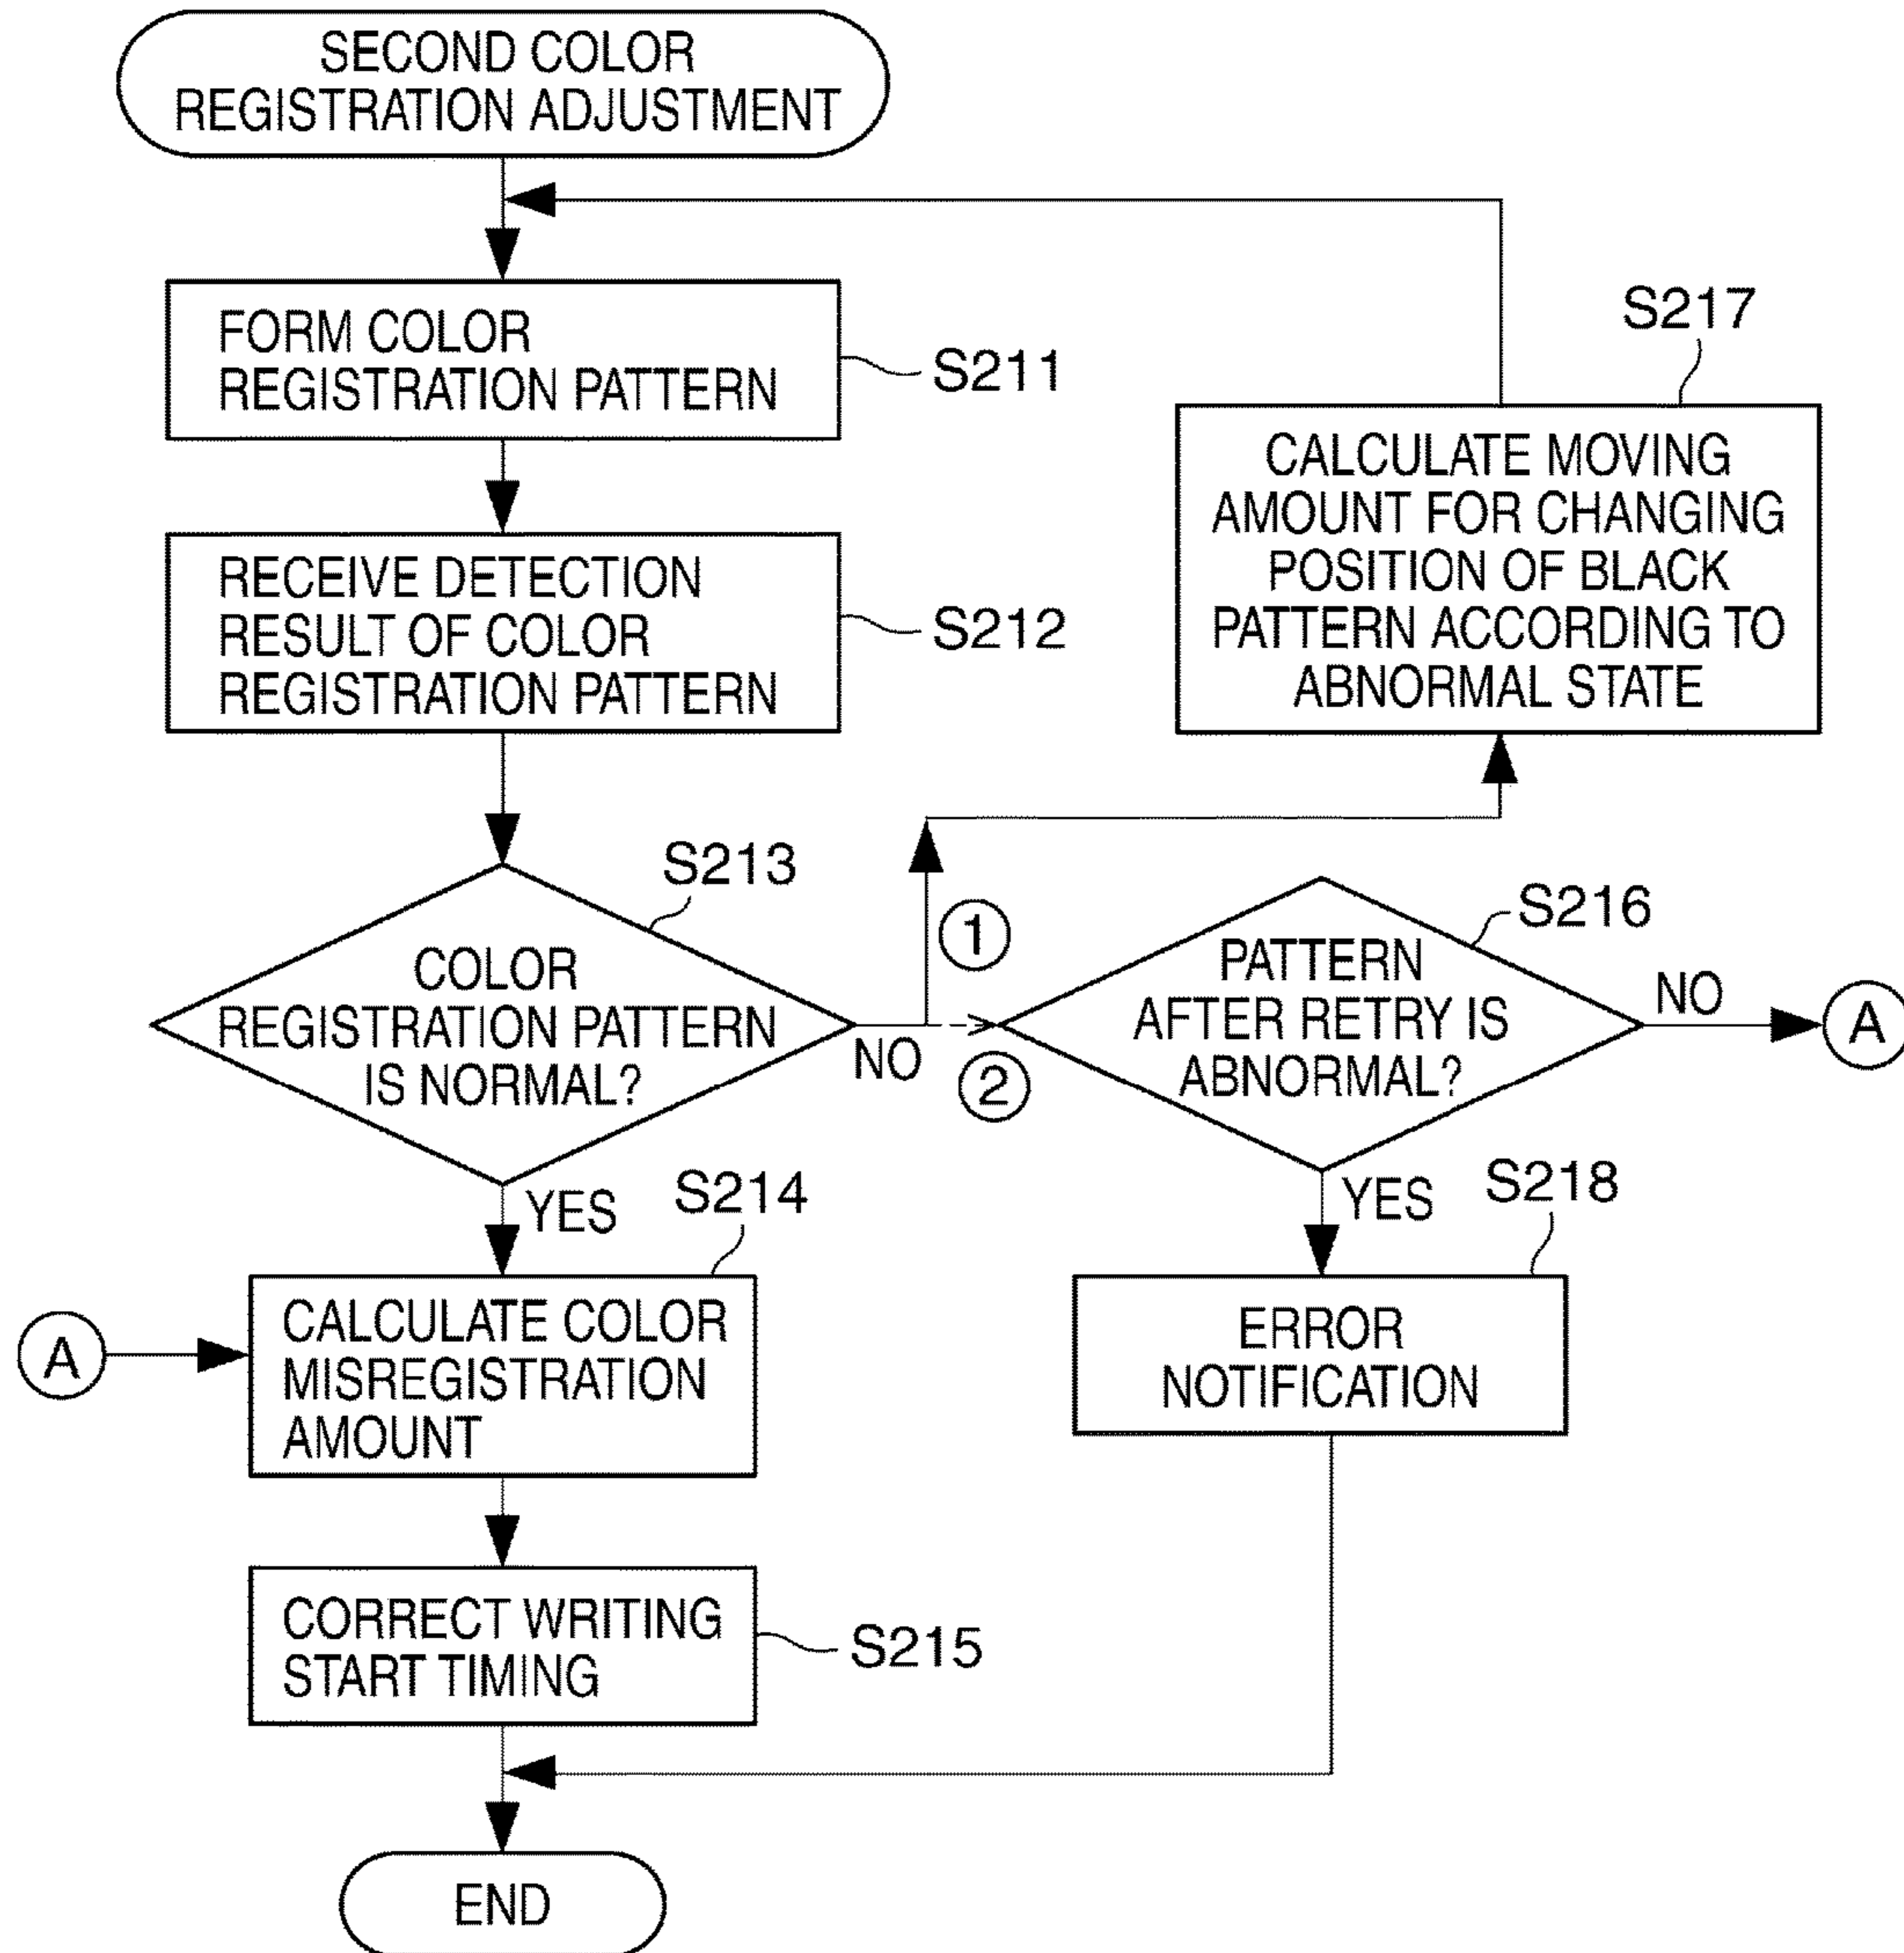 SECOND COLOR
REGISTRATION ADJUSTMENT
FORM COLOR
REGISTRATION PATTERN
S211
RECEIVE DETECTION
RESULT OF COLOR
REGISTRATION PATTERN
S212
S217
CALCULATE MOVING
AMOUNT FOR CHANGING
POSITION OF BLACK
PATTERN ACCORDING TO
ABNORMAL STATE
S213
COLOR
REGISTRATION PATTERN
IS NORMAL?
NO
1
2
S216
PATTERN
AFTER RETRY IS
ABNORMAL?
NO
A
YES
S214
YES
S218
A
CALCULATE COLOR
MISREGISTRATION
AMOUNT
ERROR
NOTIFICATION
CORRECT WRITING
START TIMING
S215
END